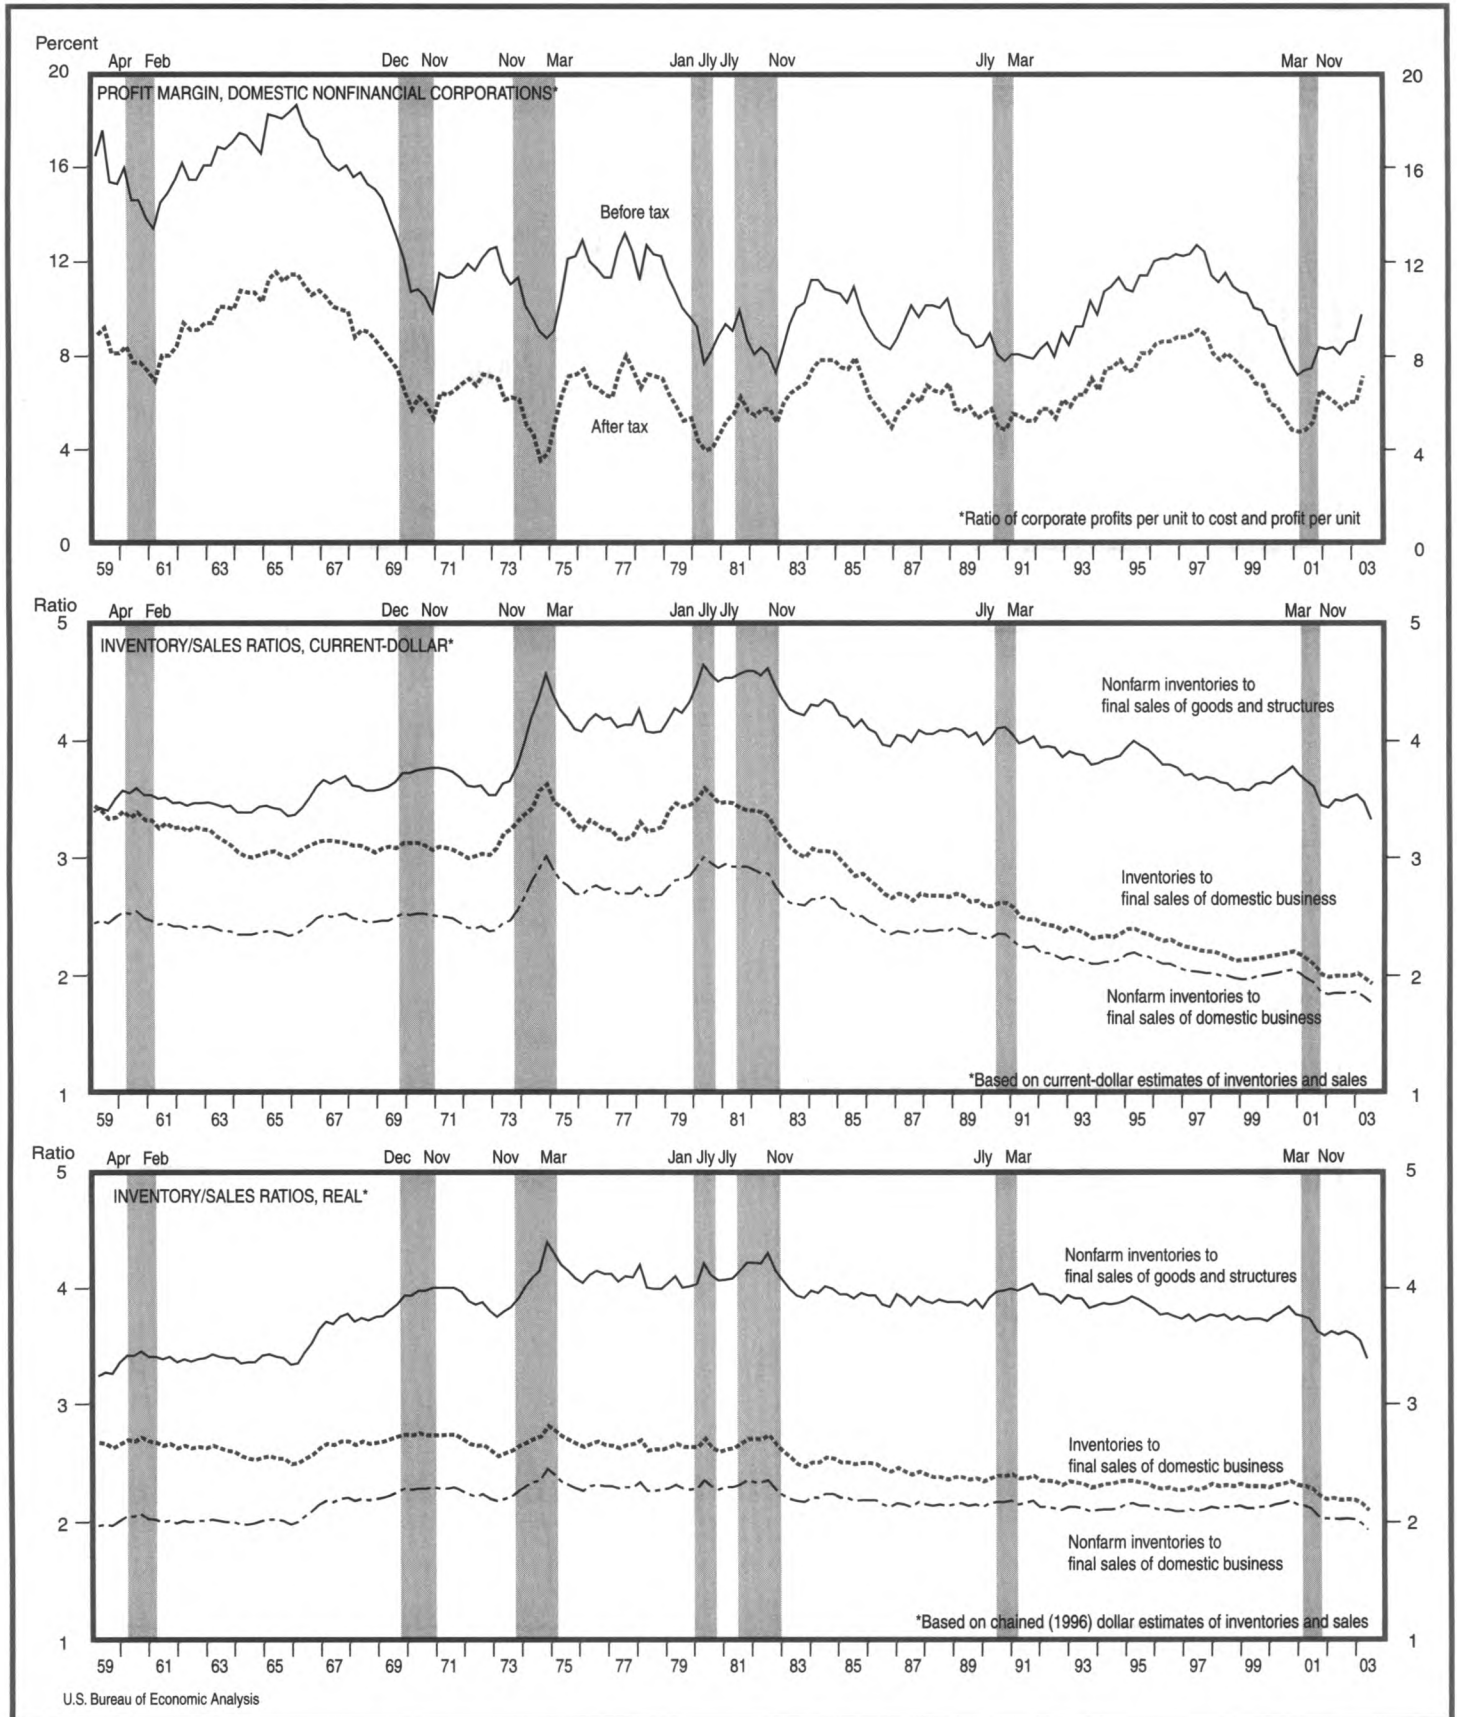 Percent
Apr Feb Dec Nov Nov Mar Jan Jly Jly Nov Jly Mar Mar Nov
20 20
PROFIT MARGIN, DOMESTIC NONFINANCIAL CORPORATIONS*
16 16
Before tax
12 12
8 8
After tax
4 4
*Ratio of corporate profits per unit to cost and profit per unit
0 0
59 61 63 65 67 69 71 73 75 77 79 81 83 85 87 89 91 93 95 97 99 01 03
Ratio
Apr Feb Dec Nov Nov Mar Jan Jly Jly Nov Jly Mar Mar Nov
5 5
INVENTORY/SALES RATIOS, CURRENT-DOLLAR*
Nonfarm inventories to
final sales of goods and structures
4 4
3 3
Inventories to
final sales of domestic business
2 2
Nonfarm inventories to
final sales of domestic business
*Based on current-dollar estimates of inventories and sales
1 1
59 61 63 65 67 69 71 73 75 77 79 81 83 85 87 89 91 93 95 97 99 01 03
Ratio
Apr Feb Dec Nov Nov Mar Jan Jly Jly Nov Jly Mar Mar Nov
5 5
INVENTORY/SALES RATIOS, REAL*
Nonfarm inventories to
final sales of goods and structures
4 4
3 3
Inventories to
final sales of domestic business
2 2
Nonfarm inventories to
final sales of domestic business
*Based on chained (1996) dollar estimates of inventories and sales
1 1
59 61 63 65 67 69 71 73 75 77 79 81 83 85 87 89 91 93 95 97 99 01 03
U.S. Bureau of Economic Analysis